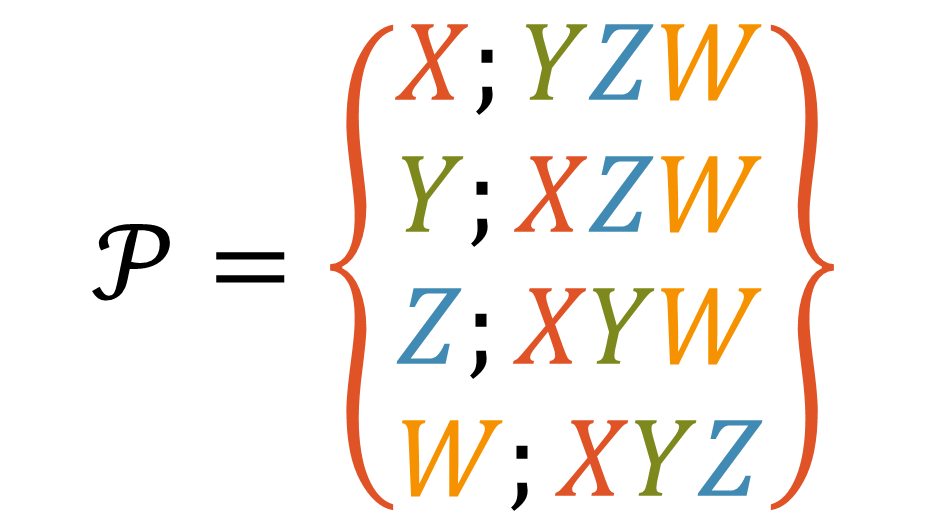 X; YZW
Y; XZW
𝒫 =
Z; XYW
W; XYZ